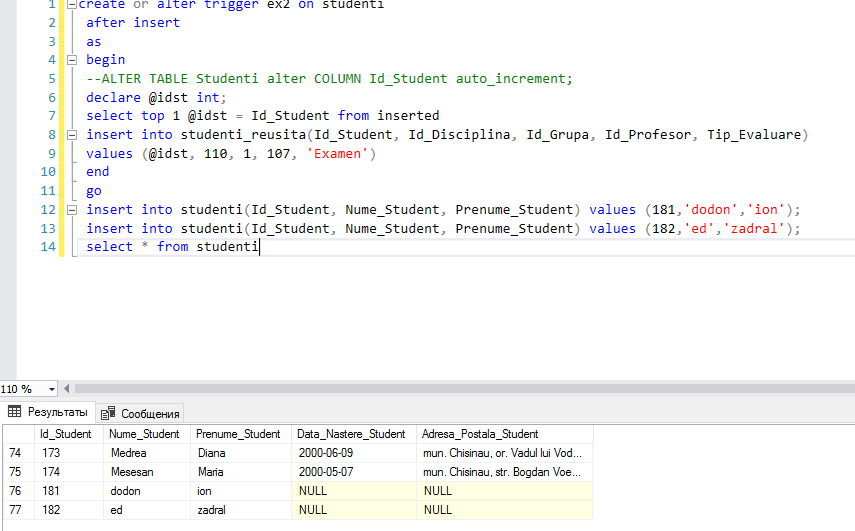 1 create or alter trigger ex2 on studenti
2 after insert
3 as
4 begin
5 --ALTER TABLE Studenti alter COLUMN Id_Student auto_increment;
6 declare @idst int;
7 select top 1 @idst = Id_Student from inserted
8 insert into studenti_reusita(Id_Student, Id_Disciplina, Id_Grupa, Id_Profesor, Tip_Evaluare)
9 values (@idst, 110, 1, 107, 'Examen')
10 end
11 go
12 insert into studenti(Id_Student, Nume_Student, Prenume_Student) values (181,'dodon','ion');
13 insert into studenti(Id_Student, Nume_Student, Prenume_Student) values (182,'ed','zadral');
14 select * from studenti
110 %
Результаты Сообщения
Id_Student Nume_Student Prenume_Student Data_Nastere_Student Adresa_Postala_Student
74 173 Medrea Diana 2000-06-09 mun. Chisinau, or. Vadul lui Vod...
75 174 Mesesan Maria 2000-05-07 mun. Chisinau, str. Bogdan Voe...
76 181 dodon ion NULL NULL
77 182 ed zadral NULL NULL